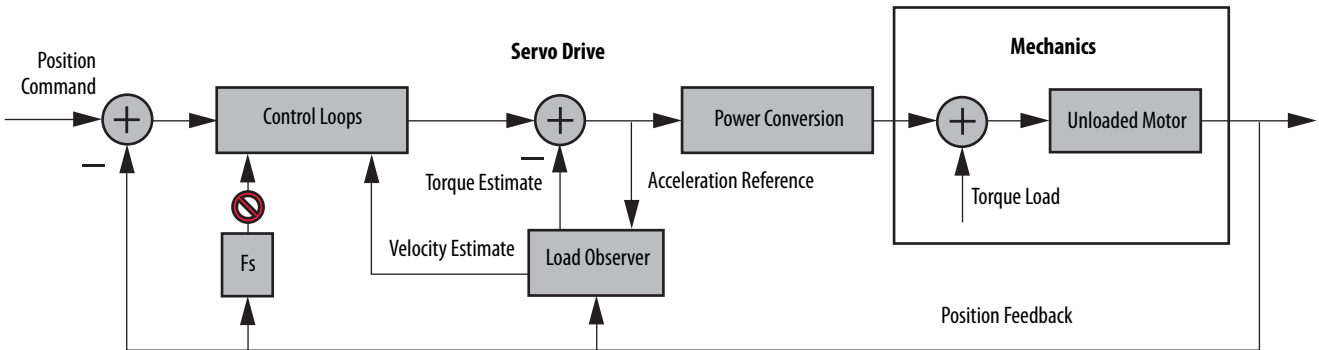 Position
Command
Servo Drive
Mechanics
Control Loops
Power Conversion
Unloaded Motor
Torque Estimate
Acceleration Reference
Torque Load
Fs
Velocity Estimate
Load Observer
Position Feedback